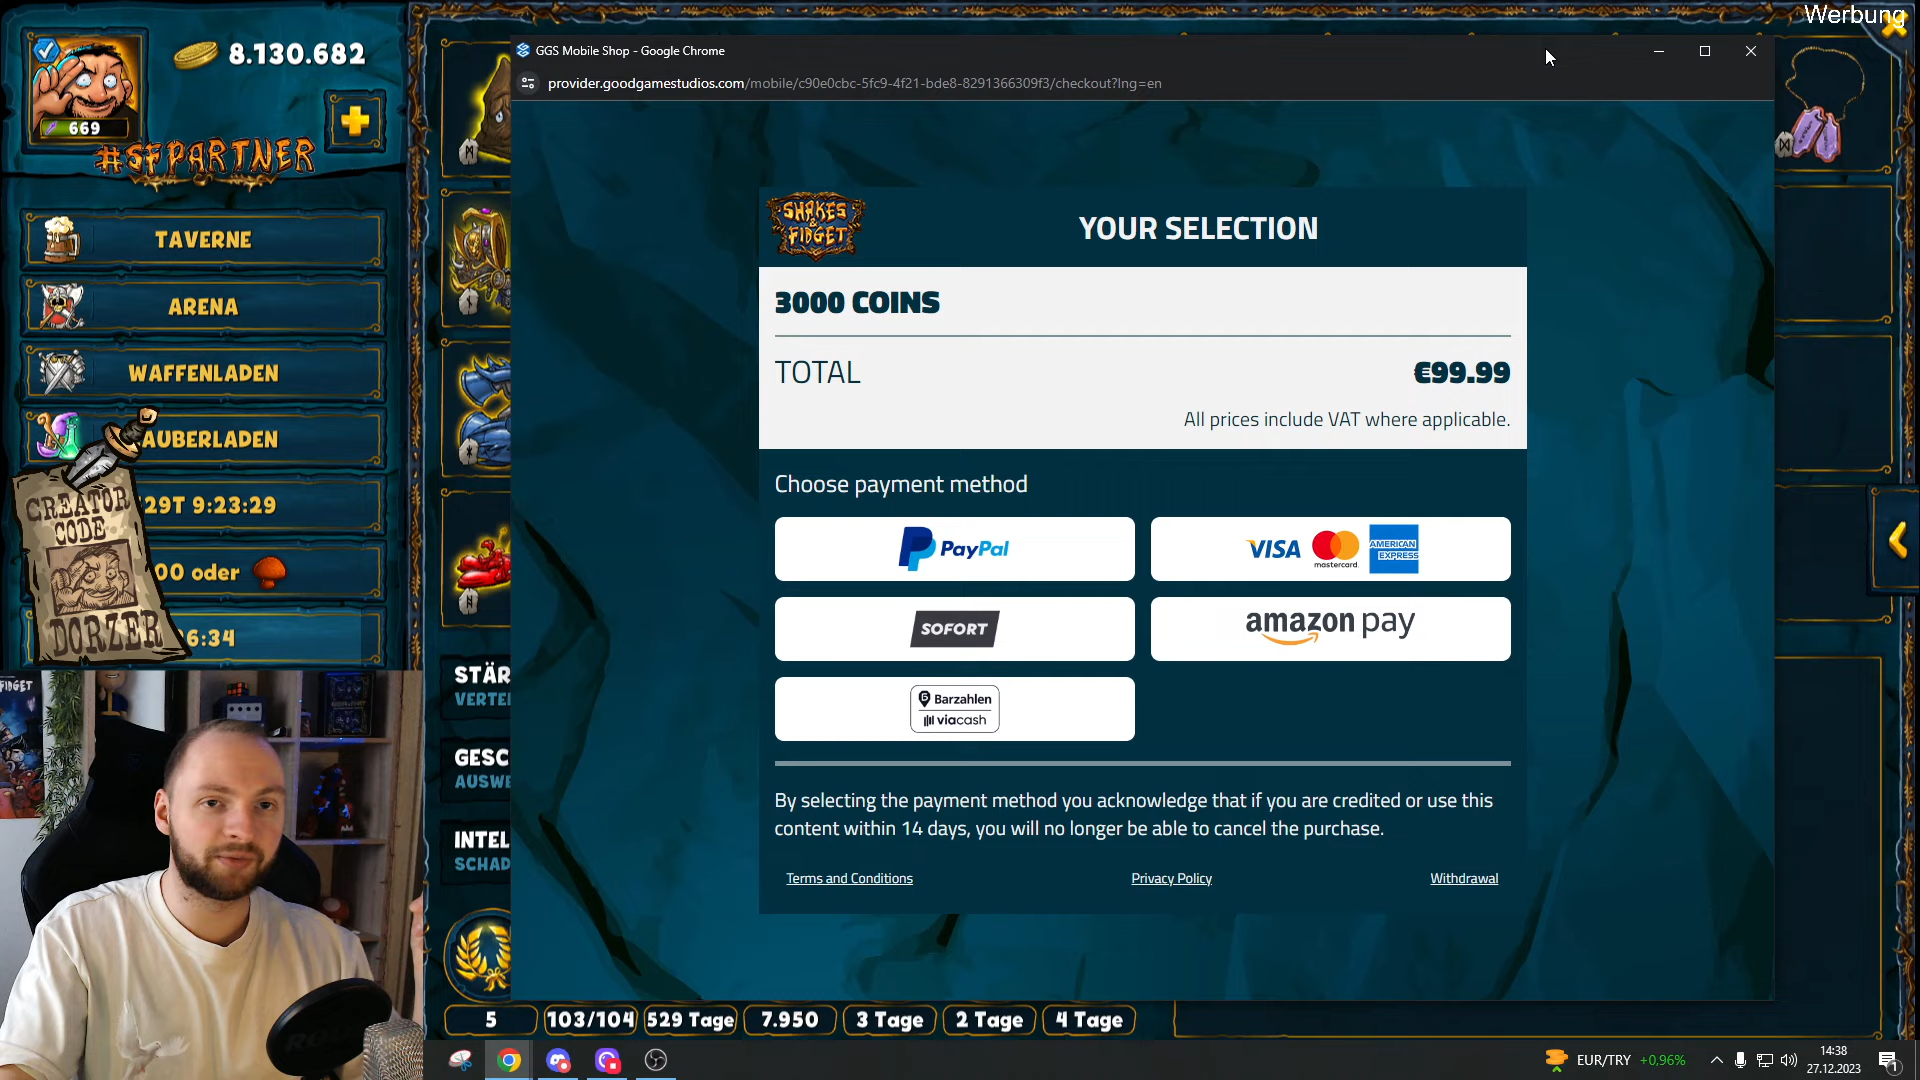 Werbung
8.130.682
669
#SFPARTNER
TAVERNE
ARENA
WAFFENLADEN
AUBERLADEN
29T 9:23:29
00 oder
6:34
CREATOR
CODE
DORZER
FIDGET
GGS Mobile Shop - Google Chrome
provider.goodgamestudios.com/mobile/c90e0cbc-5fc9-4f21-bde8-8291366309f3/checkout?lng=en
SHAKES
&
FIDGET
YOUR SELECTION
3000 COINS
TOTAL
€99.99
All prices include VAT where applicable.
Choose payment method
PayPal
VISA
mastercard.
AMERICAN
EXPRESS
SOFORT
amazon pay
Barzahlen
viacash
By selecting the payment method you acknowledge that if you are credited or use this
content within 14 days, you will no longer be able to cancel the purchase.
Terms and Conditions
Privacy Policy
Withdrawal
STÄR
VERTEI
GESC
AUSWE
INTEL
SCHAD
5
103/104
529 Tage
7.950
3 Tage
2 Tage
4 Tage
EUR/TRY
+0,96%
14:38
27.12.2023
1